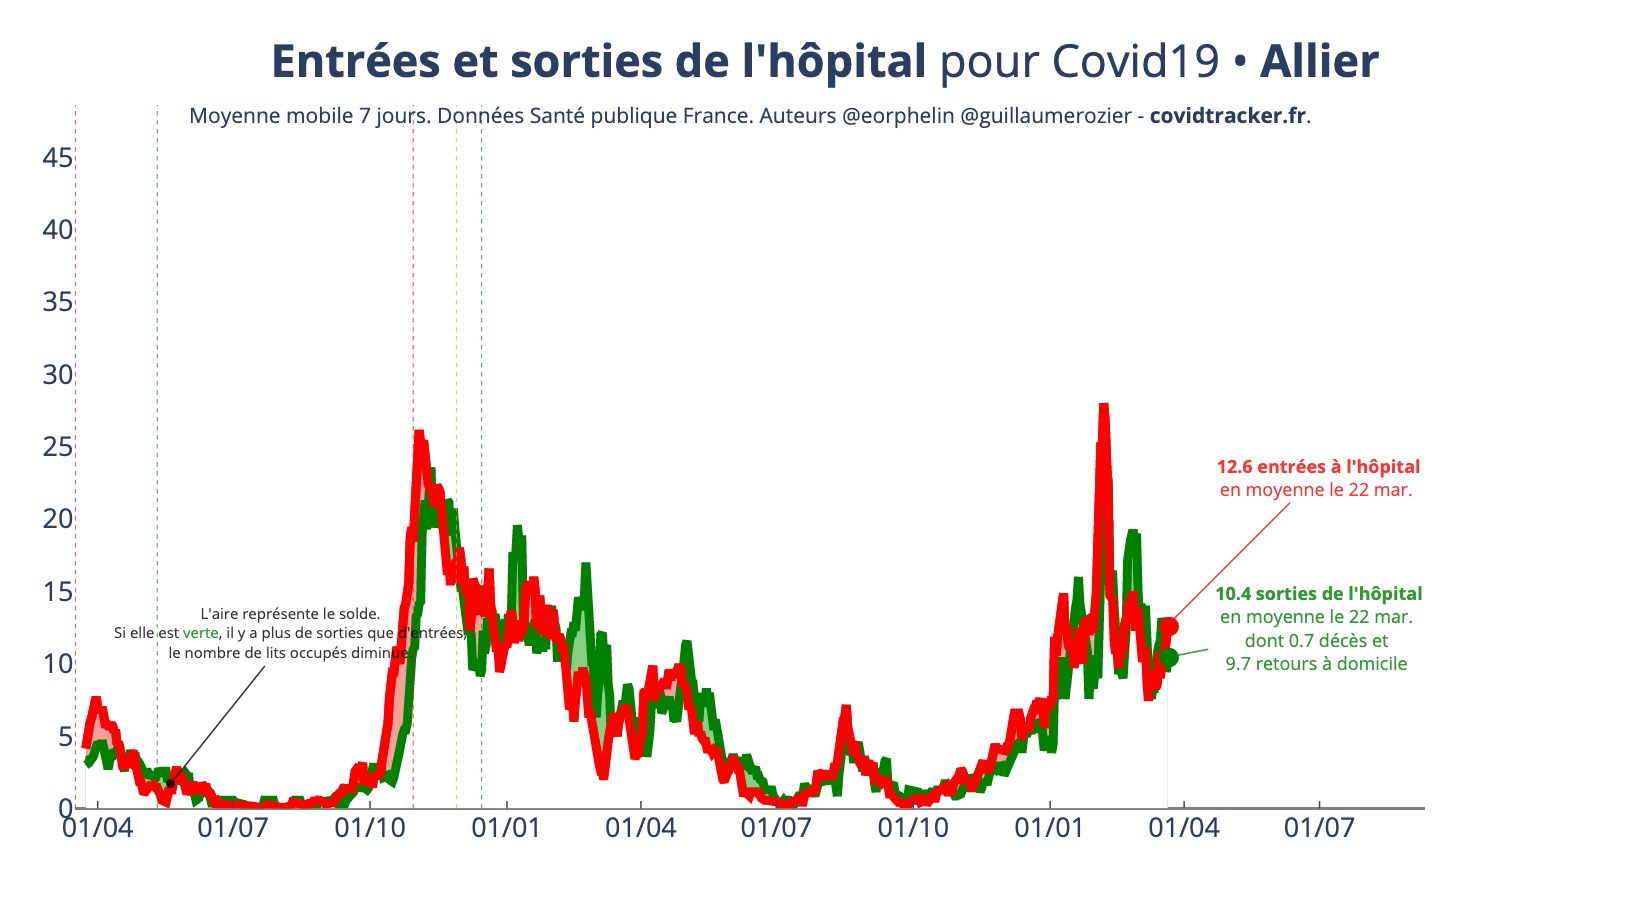 Entrées et sorties de l'hôpital pour Covid19 • Allier
Moyenne mobile 7 jours. Données Santé publique France. Auteurs @eorphelin @guillaumerozier - covidtracker.fr.
45
40
35
30
25
20
15
10
5
0
12.6 entrées à l'hôpital
en moyenne le 22 mar.
10.4 sorties de l'hôpital
en moyenne le 22 mar.
dont 0.7 décès et
9.7 retours à domicile
L'aire représente le solde.
Si elle est verte, il y a plus de sorties que d'entrées,
le nombre de lits occupés diminue.
01/04 01/07 01/10 01/01 01/04 01/07 01/10 01/01 01/04 01/07